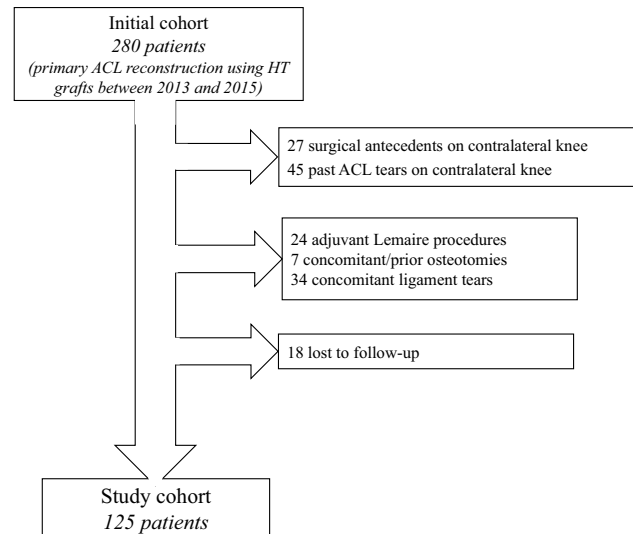 Initial cohort
280 patients
(primary ACL reconstruction using HT
grafts between 2013 and 2015)
27 surgical antecedents on contralateral knee
45 past ACL tears on contralateral knee
24 adjuvant Lemaire procedures
7 concomitant/prior osteotomies
34 concomitant ligament tears
18 lost to follow-up
Study cohort
125 patients